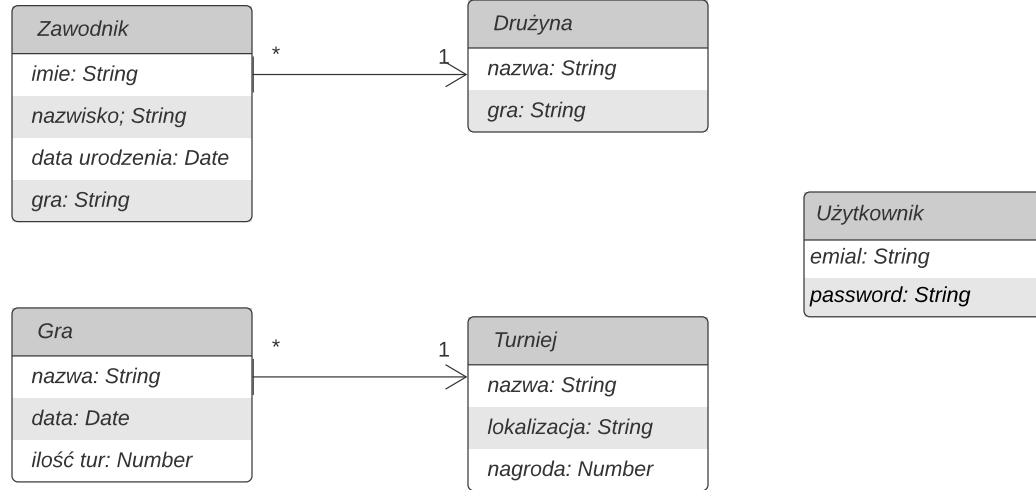 Zawodnik
imie: String
nazwisko; String
data urodzenia: Date
gra: String
* 1
Drużyna
nazwa: String
gra: String
Użytkownik
emial: String
password: String
Gra
nazwa: String
data: Date
ilość tur: Number
* 1
Turniej
nazwa: String
lokalizacja: String
nagroda: Number